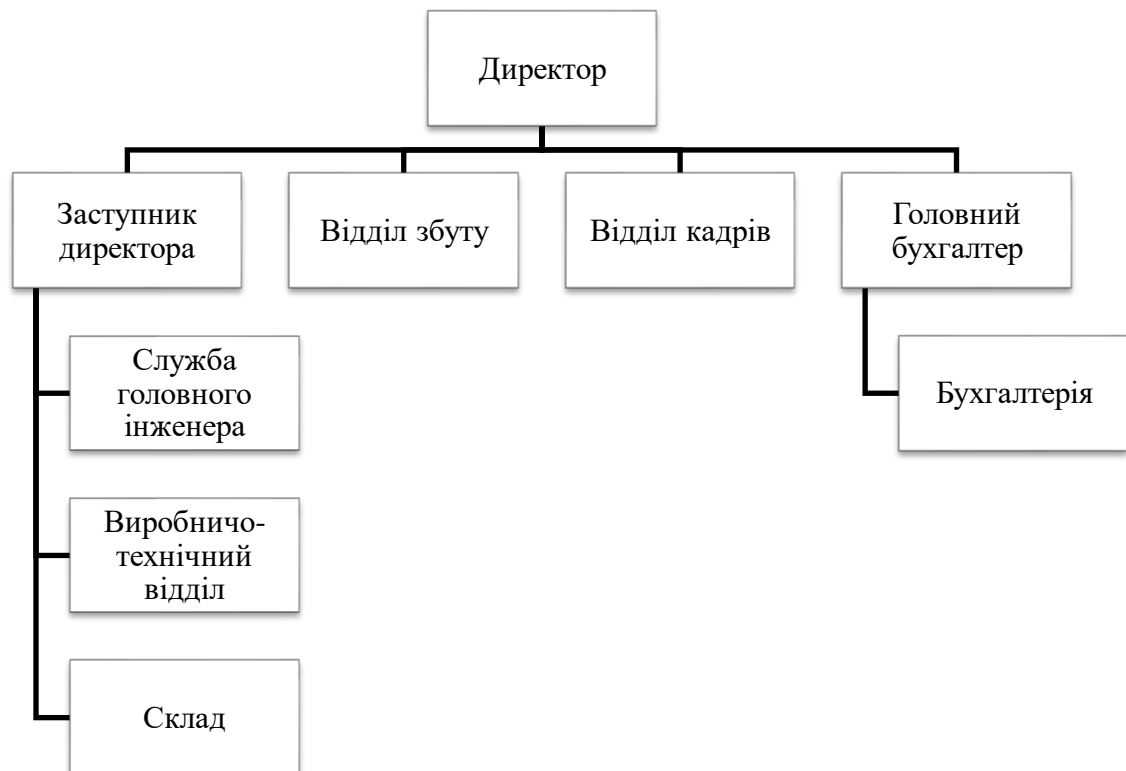 Директор
Заступник
директора
Відділ збуту
Відділ кадрів
Головний
бухгалтер
Служба
головного
інженера
Бухгалтерія
Виробничо-
технічний
відділ
Склад